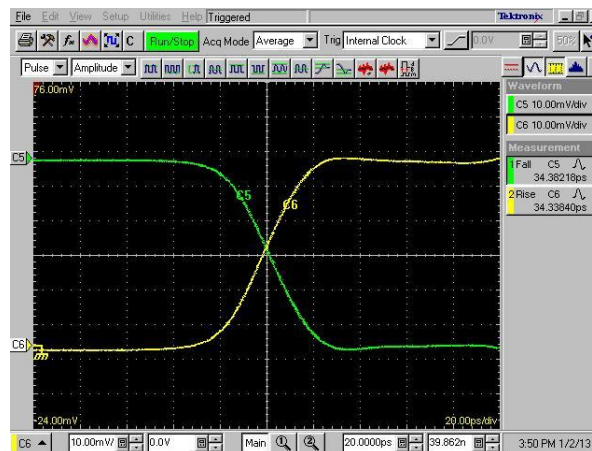 File Edit View Setup Utilities Help Triggered Tektronix
C Run/Stop Acq Mode Average Trig Internal Clock 0.0V 50%
Pulse Amplitude
76.00mV
Waveform
C5 10.00mV/div
C6 10.00mV/div
Measurement
1 Fall C5
34.38218ps
2 Rise C6
34.33840ps
C5
C5
C6
C6
-24.00mV
20.00ps/div
C6 10.00mV 0.0V Main 20.0000ps 39.862n 3:50 PM 1/2/13